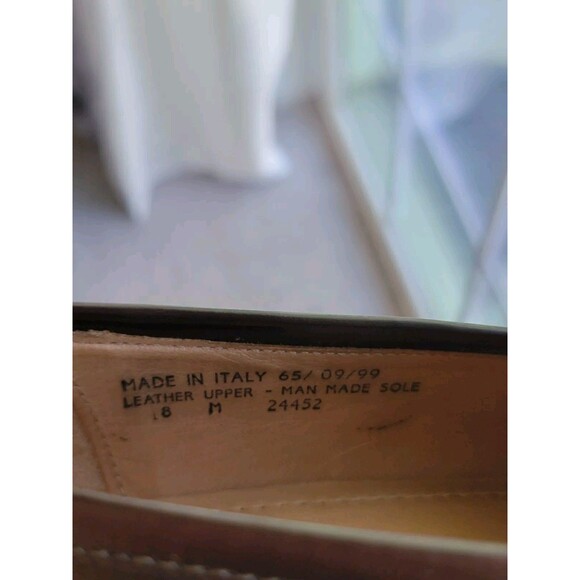 MADE IN ITALY 65/ 09/99
LEATHER UPPER - MAN MADE SOLE
8 M 24452